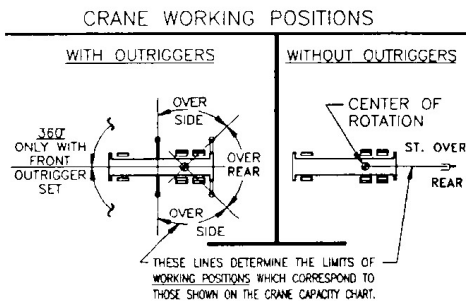 CRANE WORKING POSITIONS
WITH OUTRIGGERS
WITHOUT OUTRIGGERS
OVER
SIDE
360°
ONLY WITH
FRONT
OUTRIGGER
SET
OVER
REAR
OVER
SIDE
CENTER OF
ROTATION
ST. OVER
REAR
THESE LINES DETERMINE THE LIMITS OF
WORKING POSITIONS WHICH CORRESPOND TO
THOSE SHOWN ON THE CRANE CAPACITY CHART.